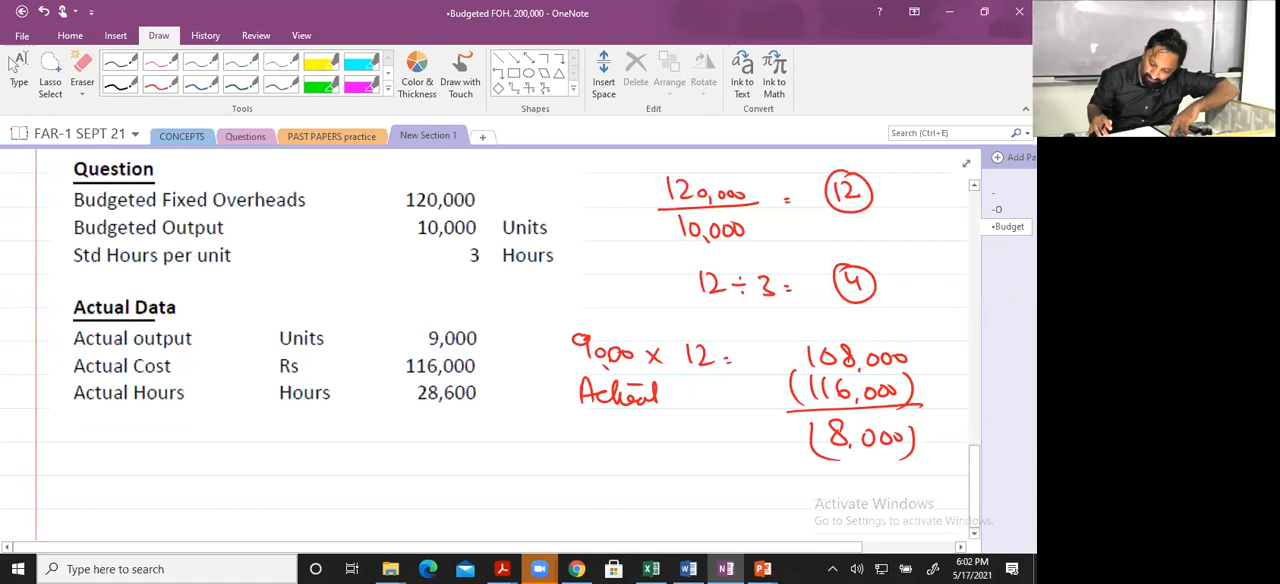 •Budgeted FOH. 200,000 - OneNote
?
File Home Insert Draw History Review View
Type
Lasso Select
Eraser
Color & Thickness
Draw with Touch
Insert Space
Delete
Arrange
Rotate
Ink to Text
Ink to Math
Tools
Shapes
Edit
Convert
FAR-1 SEPT 21
CONCEPTS
Questions
PAST PAPERS practice
New Section 1
Search (Ctrl+E)
Add Pa
-
-O
•Budget
Question
Budgeted Fixed Overheads 120,000
Budgeted Output 10,000 Units
Std Hours per unit 3 Hours
120,000 / 10,000 = 12
12 ÷ 3 = 4
Actual Data
Actual output Units 9,000
Actual Cost Rs 116,000
Actual Hours Hours 28,600
9,000 × 12 = 108,000
Actual (116,000)
(8,000)
Activate Windows
Go to Settings to activate Windows.
Type here to search
6:02 PM
5/17/2021